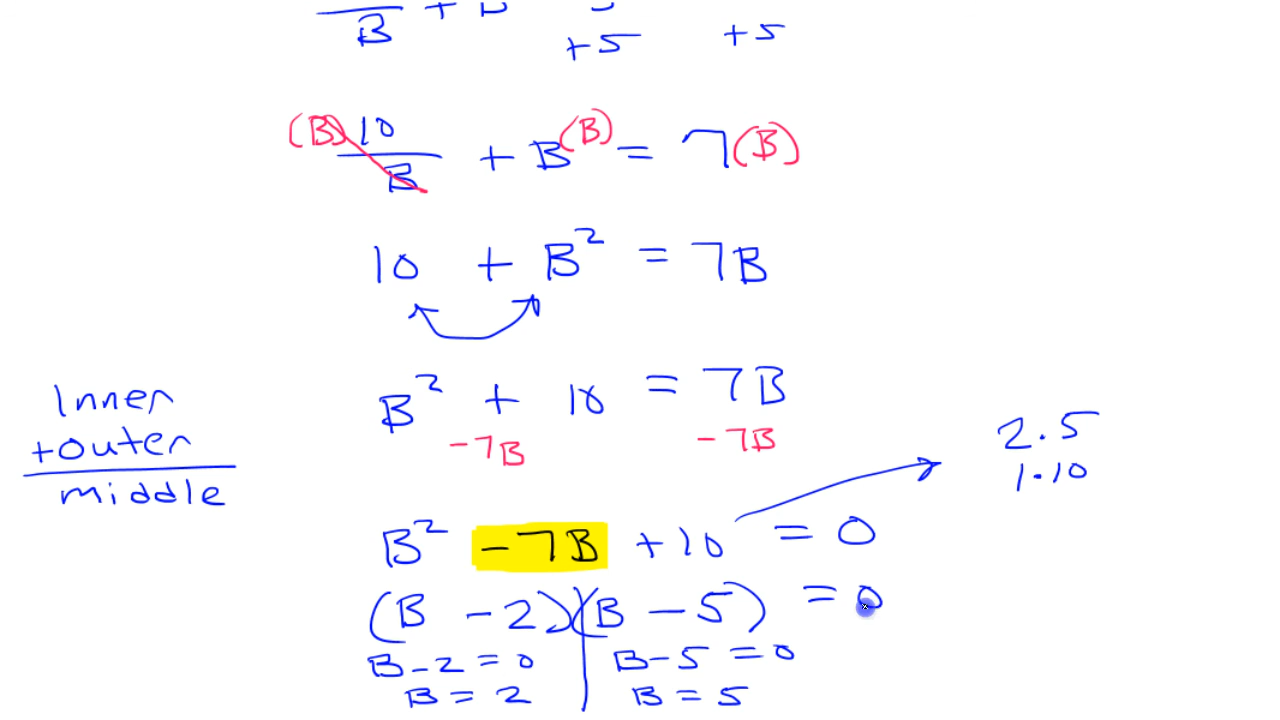 B +
+5 +5
(B) 10
B + B(B) = 7(B)
10 + B² = 7B
B² + 10 = 7B
-7B -7B
Inner
+outer
middle
2·5
1·10
B² -7B +10 = 0
(B -2)(B -5) = 0
B-2=0 B-5=0
B=2 B=5